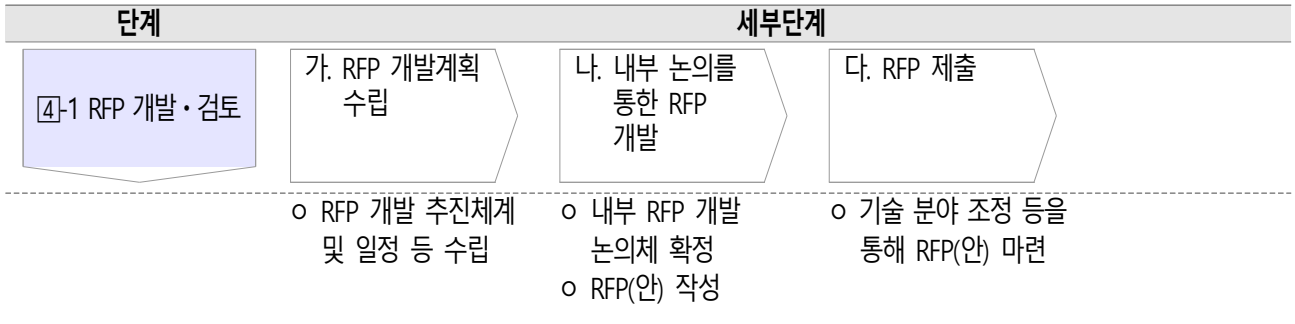 단계
세부단계
4-1 RFP 개발・검토
가. RFP 개발계획
수립
나. 내부 논의를
통한 RFP
개발
다. RFP 제출
ㅇ RFP 개발 추진체계
및 일정 등 수립
ㅇ 내부 RFP 개발
논의체 확정
ㅇ RFP(안) 작성
ㅇ 기술 분야 조정 등을
통해 RFP(안) 마련